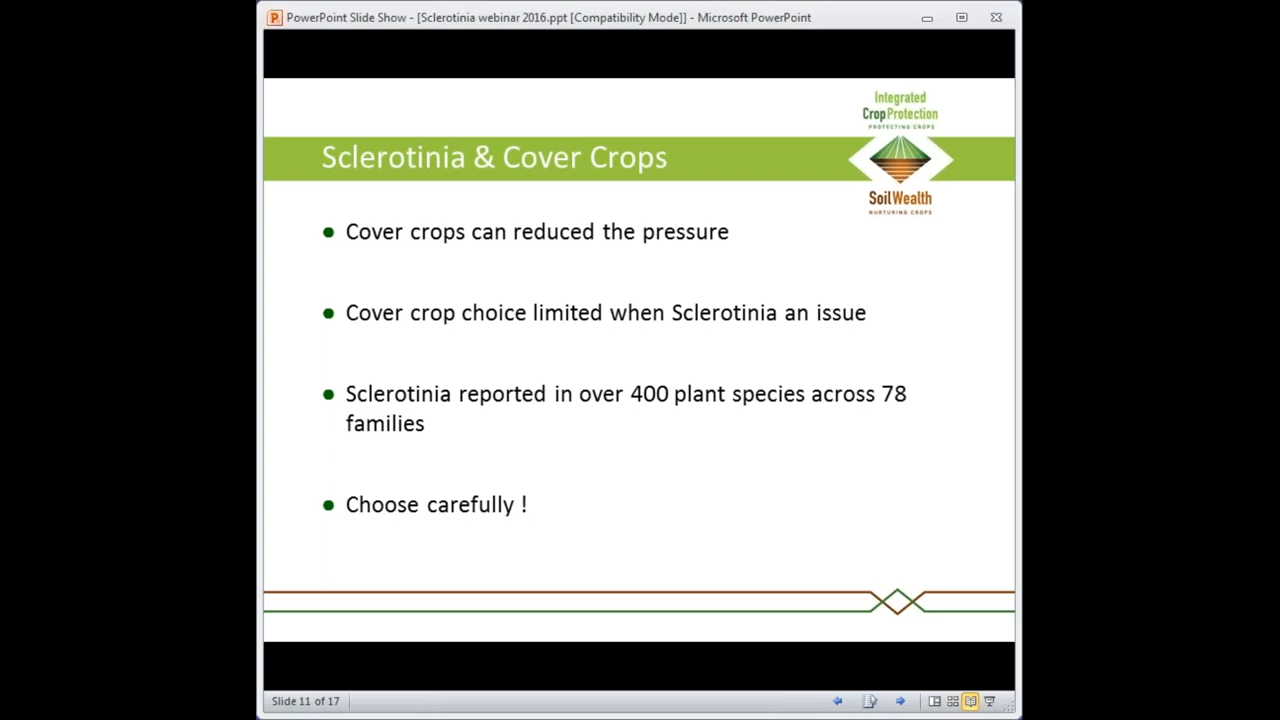 PowerPoint Slide Show - [Sclerotinia webinar 2016.ppt [Compatibility Mode]] - Microsoft PowerPoint
Integrated
CropProtection
PROTECTING CROPS
Sclerotinia & Cover Crops
SoilWealth
NURTURING CROPS
Cover crops can reduced the pressure
Cover crop choice limited when Sclerotinia an issue
Sclerotinia reported in over 400 plant species across 78
families
Choose carefully !
Slide 11 of 17